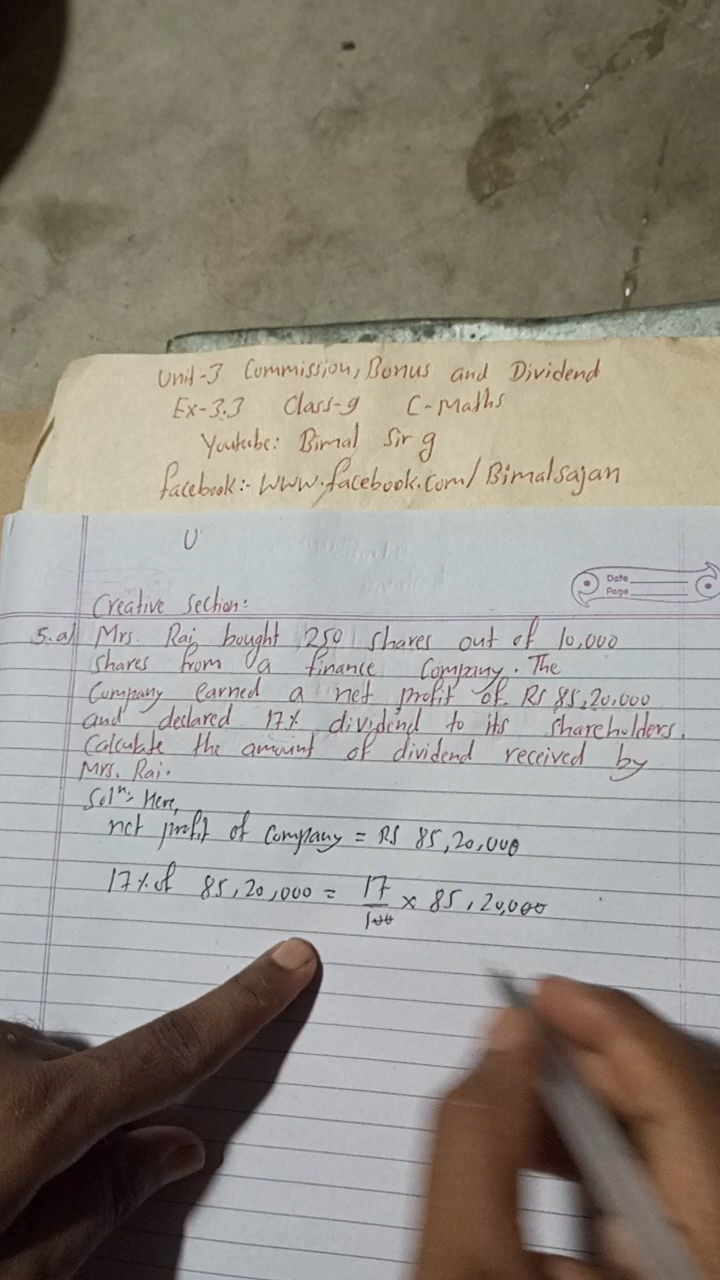 Unit-3 Commission, Bonus and Dividend
Ex-3.3 Class-9 C-Maths
Youtube: Bimal Sir g
facebook:- www.facebook.com/Bimalsajan
U
Date
Page
Creative Section:
5.a) Mrs. Rai bought 250 shares out of 10,000
shares from a finance Company. The
Company earned a net profit of Rs 85,20,000
and declared 17% dividend to its shareholders.
Calculate the amount of dividend received by
Mrs. Rai.
Solⁿ: Here,
net profit of Company = Rs 85,20,000
17% of 85,20,000 = 17/100 × 85,20,000